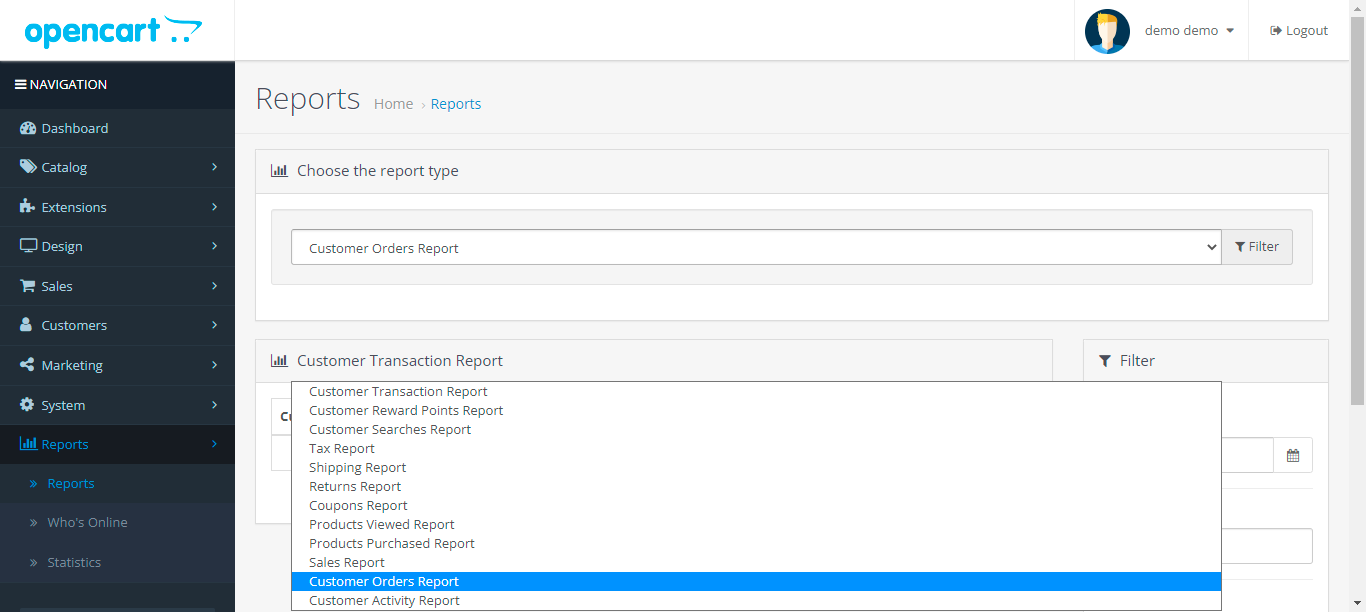 opencart
demo demo
Logout
NAVIGATION
Dashboard
Catalog
Extensions
Design
Sales
Customers
Marketing
System
Reports
Reports
Who's Online
Statistics
Reports Home › Reports
Choose the report type
Customer Orders Report
Filter
Customer Transaction Report
Filter
Customer Transaction Report
Customer Reward Points Report
Customer Searches Report
Tax Report
Shipping Report
Returns Report
Coupons Report
Products Viewed Report
Products Purchased Report
Sales Report
Customer Orders Report
Customer Activity Report